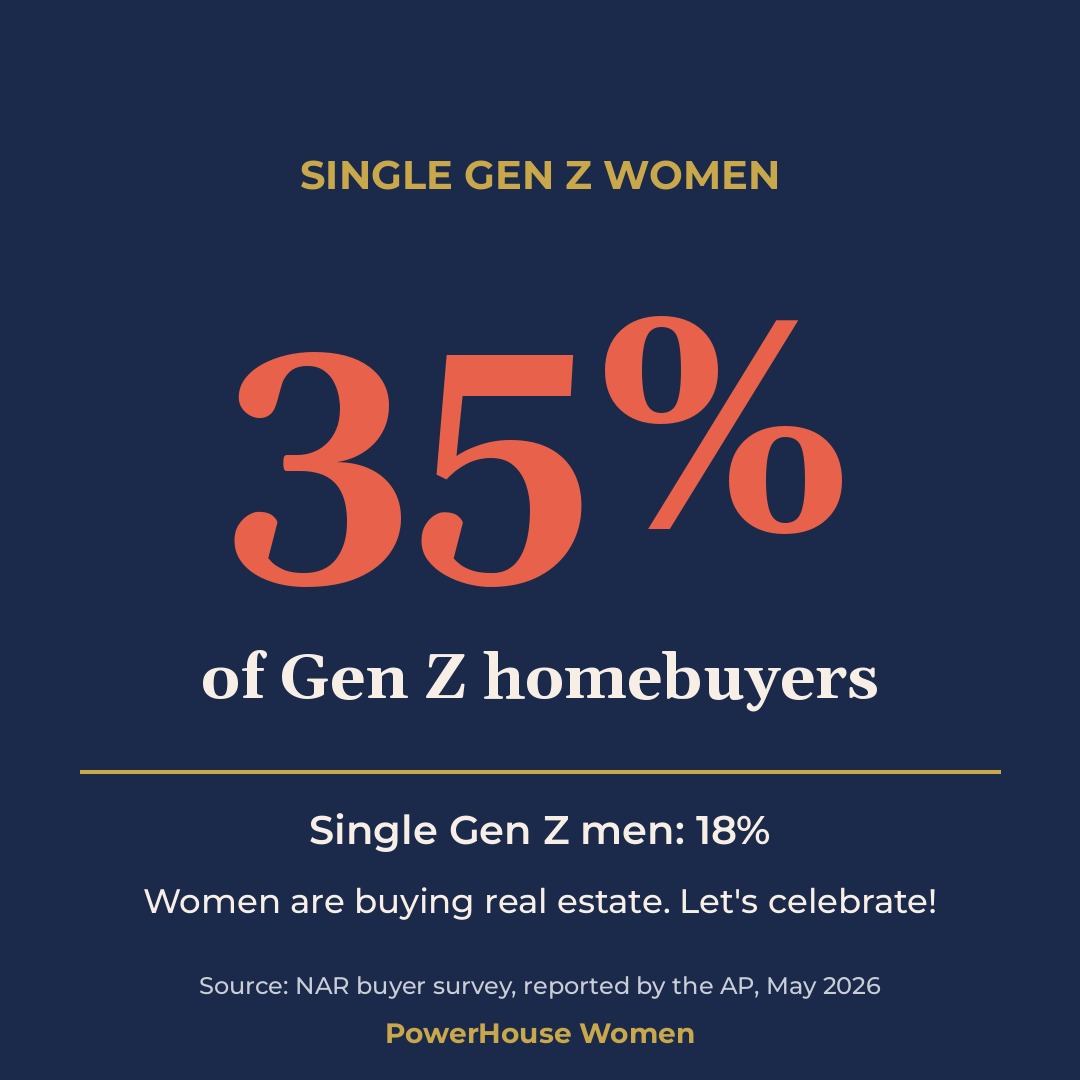 SINGLE GEN Z WOMEN
35%
of Gen Z homebuyers
Single Gen Z men: 18%
Women are buying real estate. Let's celebrate!
Source: NAR buyer survey, reported by the AP, May 2026
PowerHouse Women